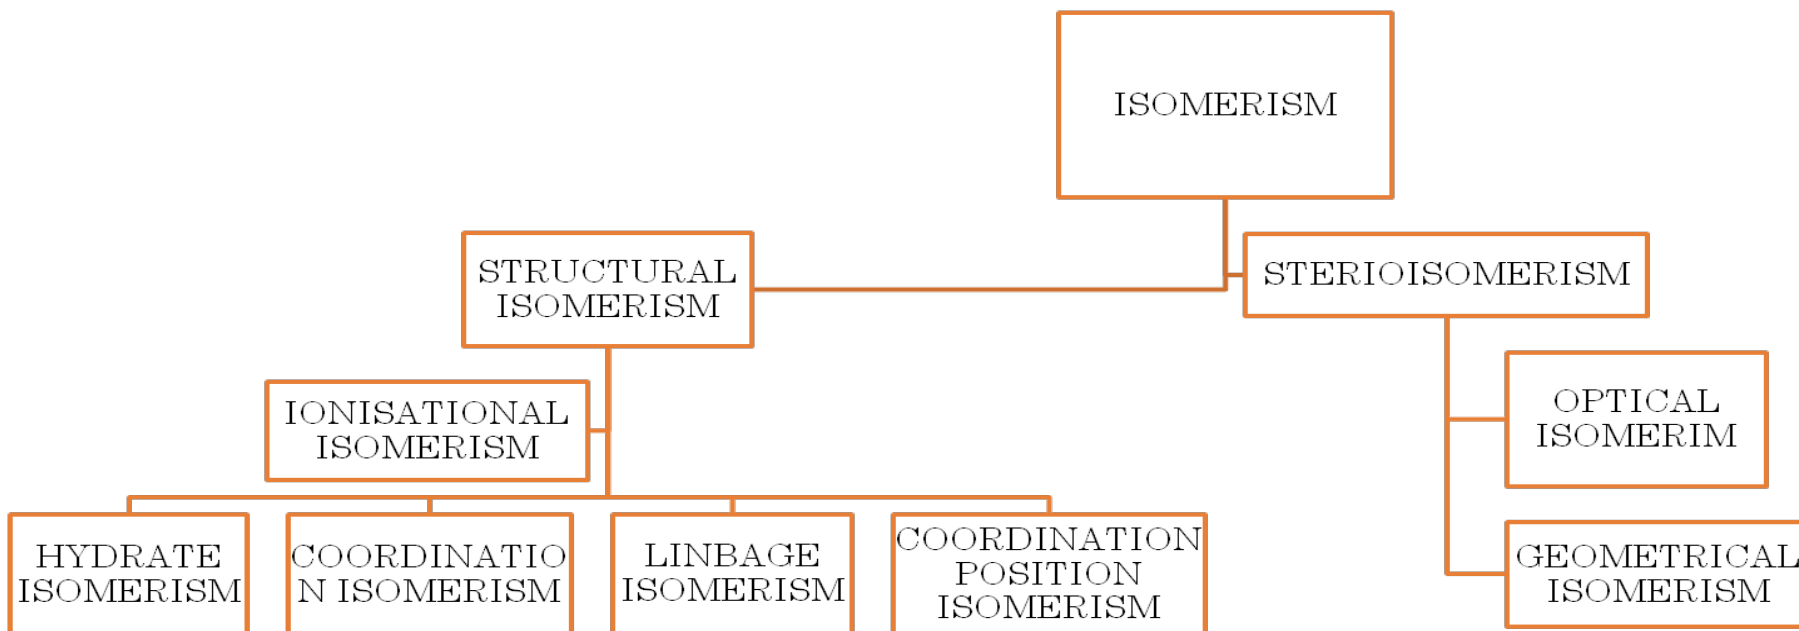 ISOMERISM
STRUCTURAL
ISOMERISM
STERIOISOMERISM
IONISATIONAL
ISOMERISM
OPTICAL
ISOMERIM
HYDRATE
ISOMERISM
COORDINATIO
N ISOMERISM
LINBAGE
ISOMERISM
COORDINATION
POSITION
ISOMERISM
GEOMETRICAL
ISOMERISM